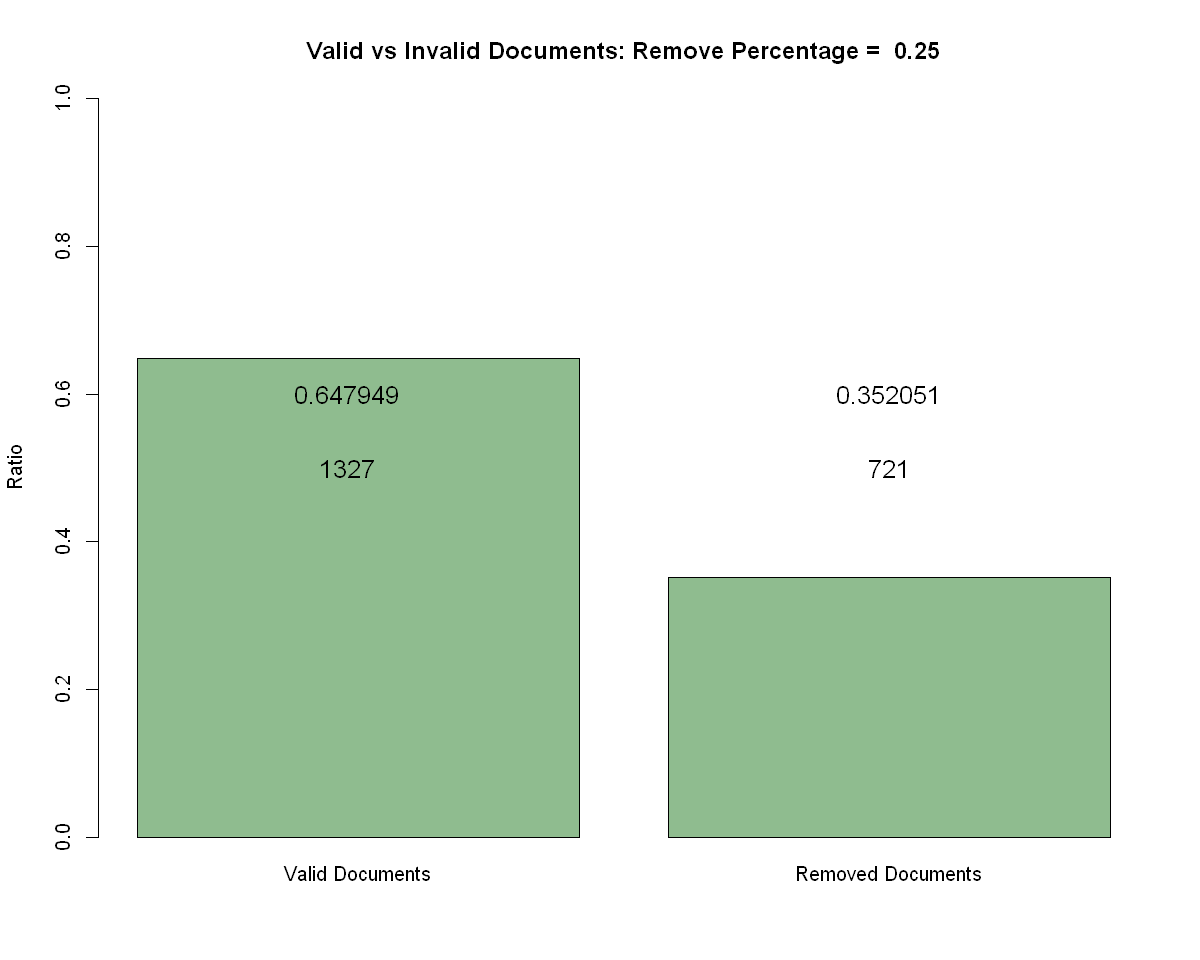 Valid vs Invalid Documents: Remove Percentage =  0.25
1.0
0.8
0.6
0.4
0.2
0.0
Ratio
0.647949
1327
0.352051
721
Valid Documents
Removed Documents